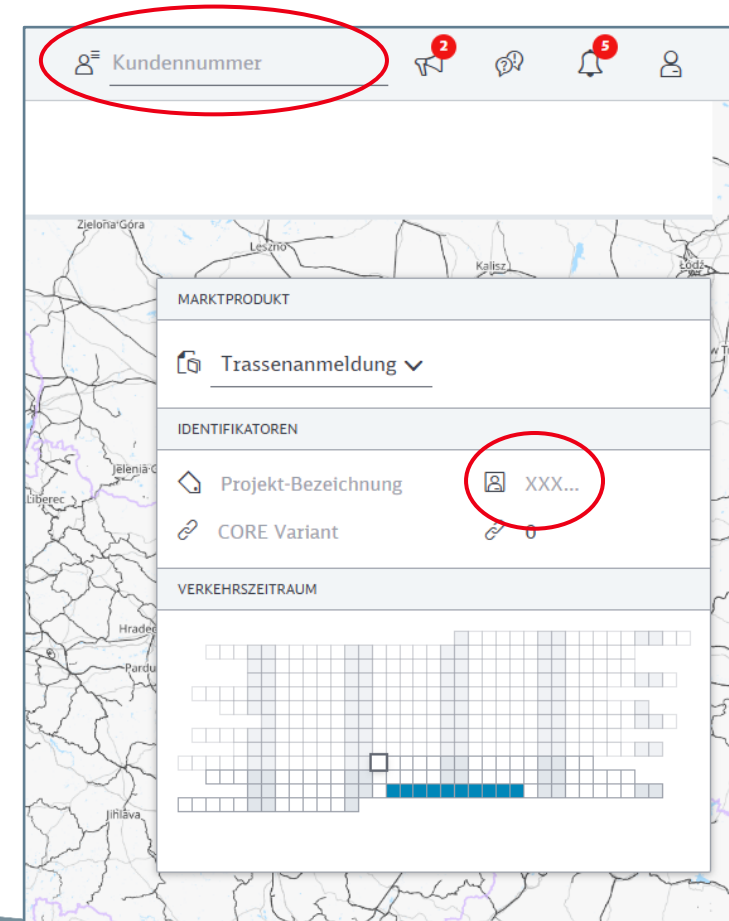 Kundennummer 2 5
Zielona Góra
Leszno
Kalisz
Łódź
MARKTPRODUKT
Trassenanmeldung
IDENTIFIKATOREN
Projekt-Bezeichnung XXX...
Liberec
CORE Variant 0
VERKEHRSZEITRAUM
Hradec
Pardu
Jihlava